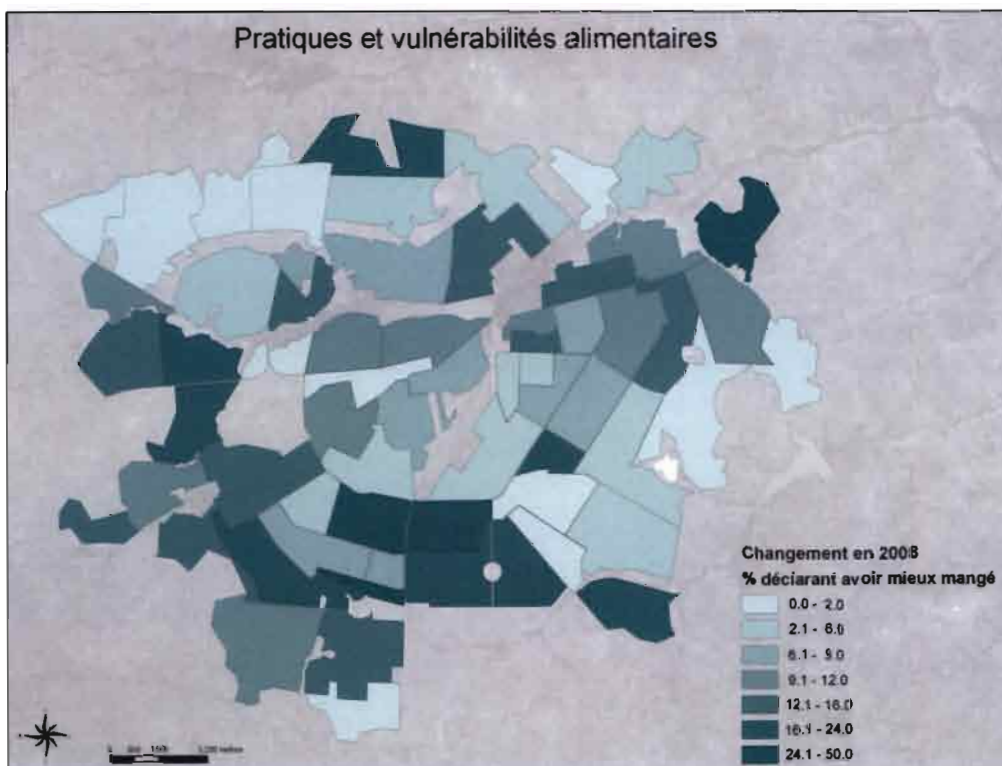 Pratiques et vulnérabilités alimentaires
Changement en 2008
% déclarant avoir mieux mangé
0.0 - 2.0
2.1 - 6.0
6.1 - 9.0
9.1 - 12.0
12.1 - 16.0
16.1 - 24.0
24.1 - 50.0